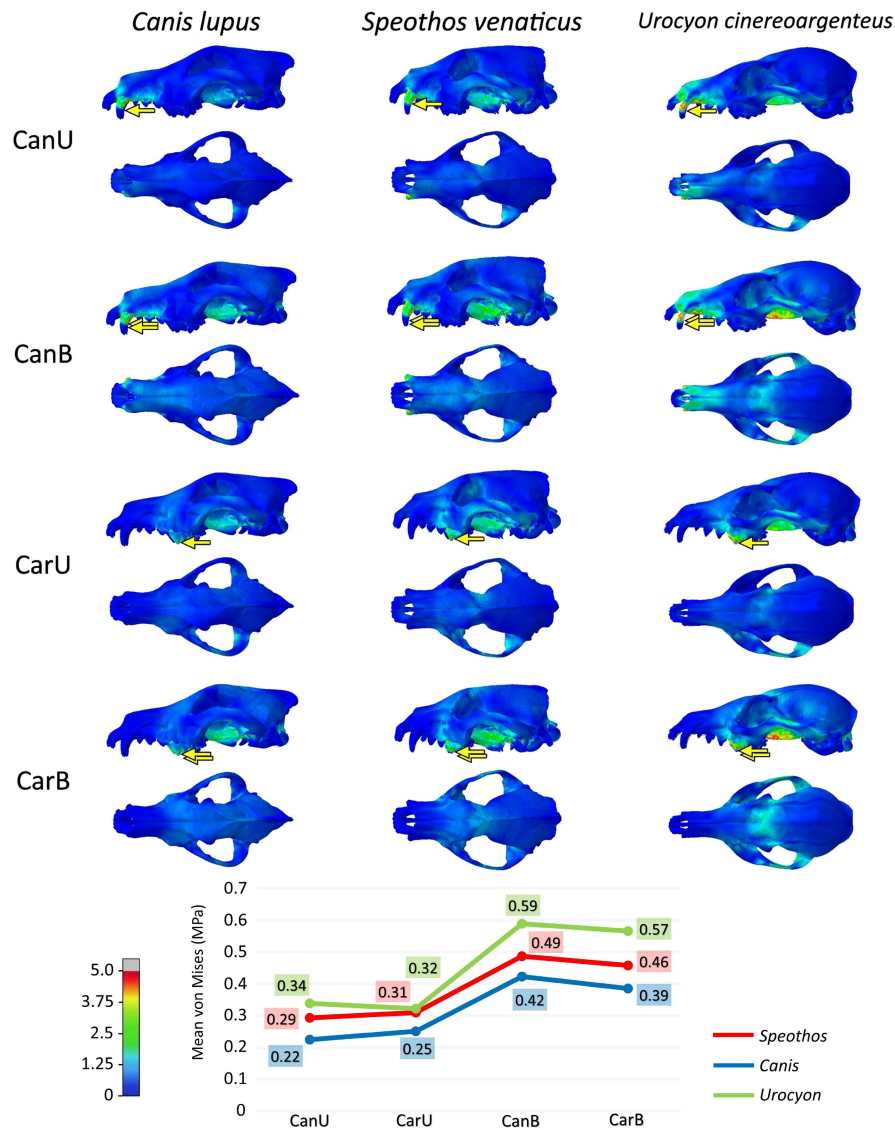 Canis lupus
Speothos venaticus
Urocyon cinereoargenteus
CanU
CanB
CarU
CarB
5.0
3.75
2.5
1.25
0
Mean von Mises (MPa)
0.7
0.6
0.5
0.4
0.3
0.2
0.1
0
0.34
0.29
0.22
0.31
0.32
0.25
0.59
0.49
0.42
0.57
0.46
0.39
CanU
CarU
CanB
CarB
Speothos
Canis
Urocyon